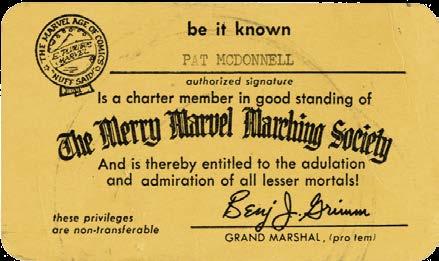 be it known
THE MARVEL AGE OF COMICS
E PLURIBUS
MARVEL
'NUFF SAID!
PAT MCDONNELL
authorized signature
Is a charter member in good standing of
The Merry Marvel Marching Society
And is thereby entitled to the adulation
and admiration of all lesser mortals!
these privileges
are non-transferable
Benj J. Grimm
GRAND MARSHAL, (pro tem)